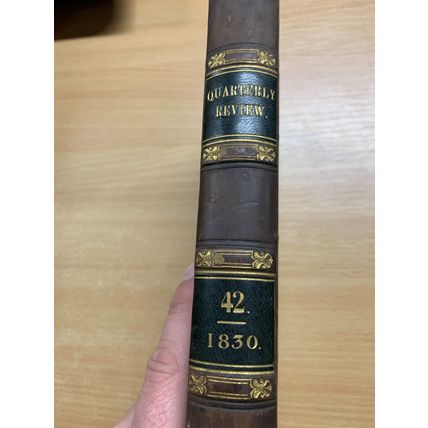 QUARTERLY
REVIEW.
42.
1830.